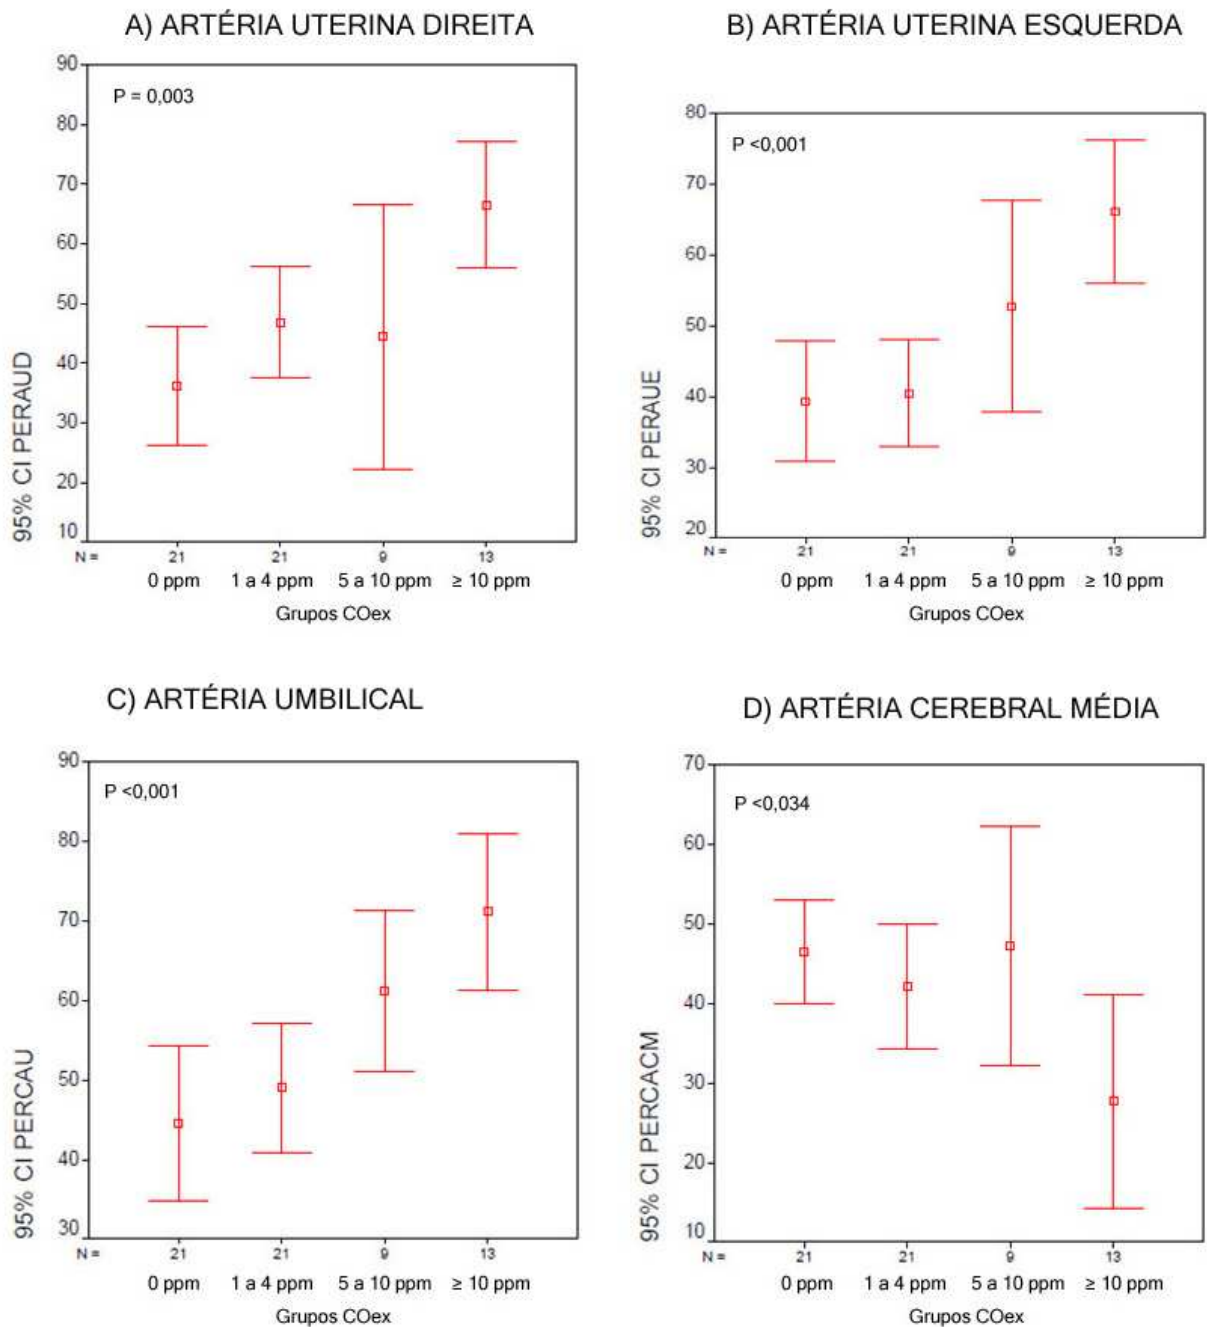 A) ARTÉRIA UTERINA DIREITA
90
P = 0,003
80
70
60
50
40
30
20
10
95% CI PERAUD
N = 21 21 9 13
0 ppm 1 a 4 ppm 5 a 10 ppm ≥ 10 ppm
Grupos COex
B) ARTÉRIA UTERINA ESQUERDA
80
P <0,001
70
60
50
40
30
20
95% CI PERAUE
N = 21 21 9 13
0 ppm 1 a 4 ppm 5 a 10 ppm ≥ 10 ppm
Grupos COex
C) ARTÉRIA UMBILICAL
90
P <0,001
80
70
60
50
40
30
95% CI PERCAU
N = 21 21 9 13
0 ppm 1 a 4 ppm 5 a 10 ppm ≥ 10 ppm
Grupos COex
D) ARTÉRIA CEREBRAL MÉDIA
70
P <0,034
60
50
40
30
20
10
95% CI PERCACM
N = 21 21 9 13
0 ppm 1 a 4 ppm 5 a 10 ppm ≥ 10 ppm
Grupos COex